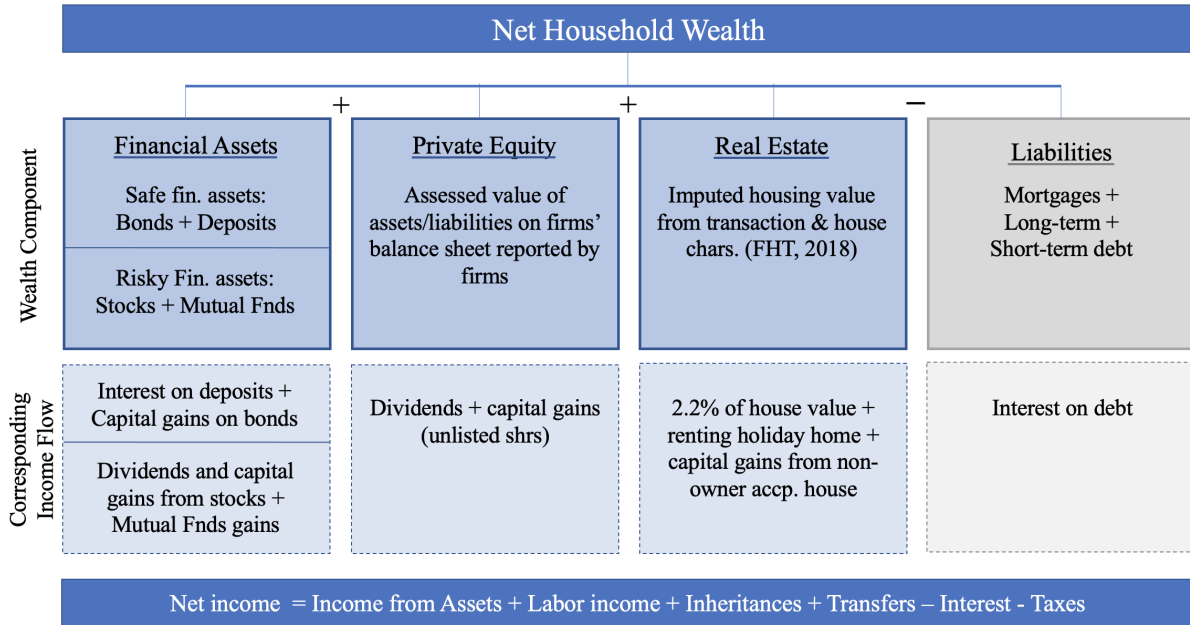 Net Household Wealth
+
+
−
Wealth Component
Financial Assets
Safe fin. assets:
Bonds + Deposits
Risky Fin. assets:
Stocks + Mutual Fnds
Private Equity
Assessed value of
assets/liabilities on firms’
balance sheet reported by
firms
Real Estate
Imputed housing value
from transaction & house
chars. (FHT, 2018)
Liabilities
Mortgages +
Long-term +
Short-term debt
Corresponding
Income Flow
Interest on deposits +
Capital gains on bonds
Dividends and capital
gains from stocks +
Mutual Fnds gains
Dividends + capital gains
(unlisted shrs)
2.2% of house value +
renting holiday home +
capital gains from non-
owner accp. house
Interest on debt
Net income = Income from Assets + Labor income + Inheritances + Transfers – Interest - Taxes